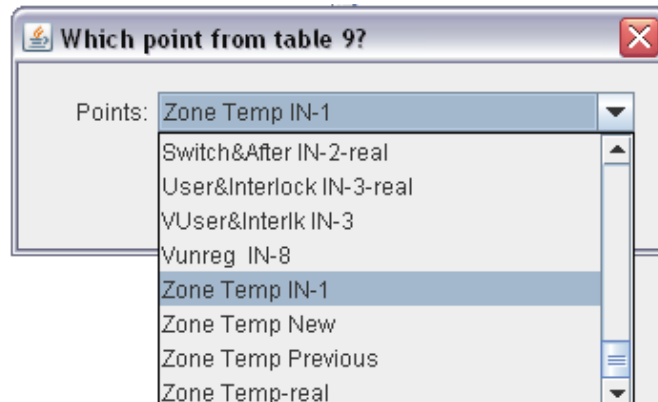 Which point from table 9?
Points: Zone Temp IN-1
Switch&After IN-2-real
User&Interlock IN-3-real
VUser&Interlk IN-3
Vunreg  IN-8
Zone Temp IN-1
Zone Temp New
Zone Temp Previous
Zone Temp-real